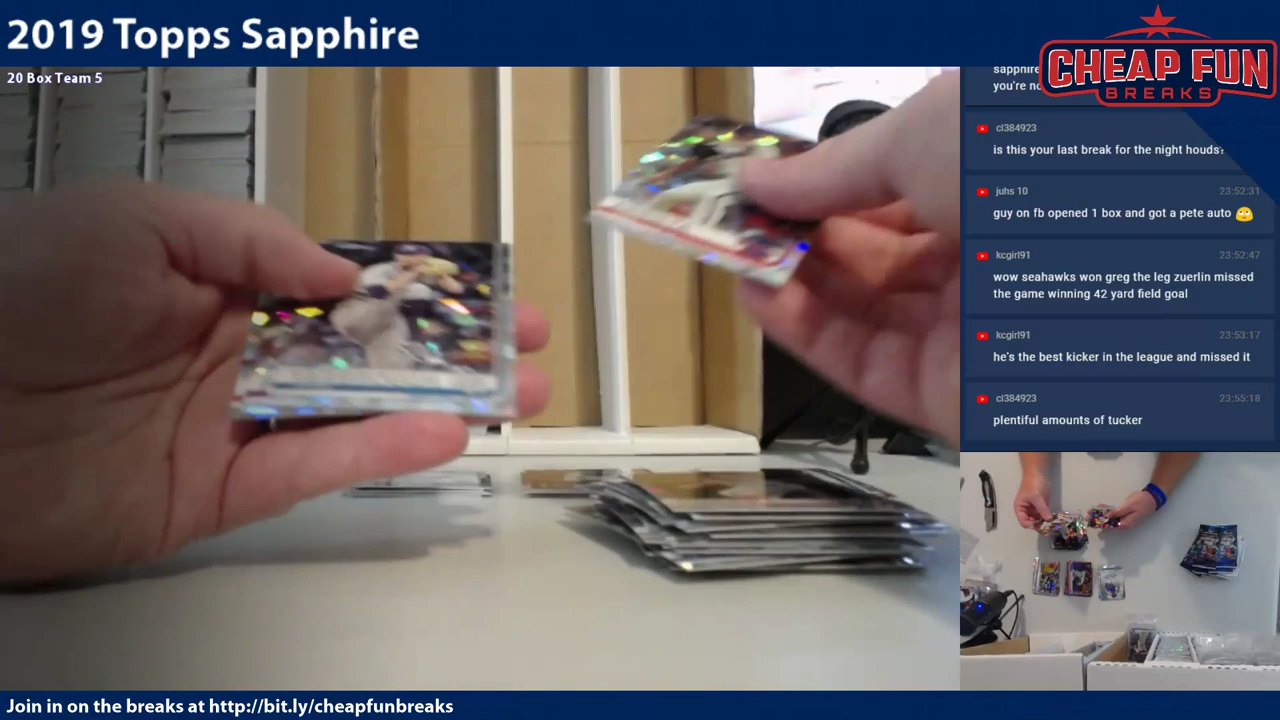 2019 Topps Sapphire
20 Box Team 5
CHEAP FUN
BREAKS
sapphire
cl384923
is this your last break for the night houds?
juhs 10
23:52:31
guy on fb opened 1 box and got a pete auto 🙄
kcgirl91
23:52:47
wow seahawks won greg the leg zuerlin missed
the game winning 42 yard field goal
kcgirl91
23:53:17
he's the best kicker in the league and missed it
cl384923
23:55:18
plentiful amounts of tucker
Join in on the breaks at http://bit.ly/cheapfunbreaks